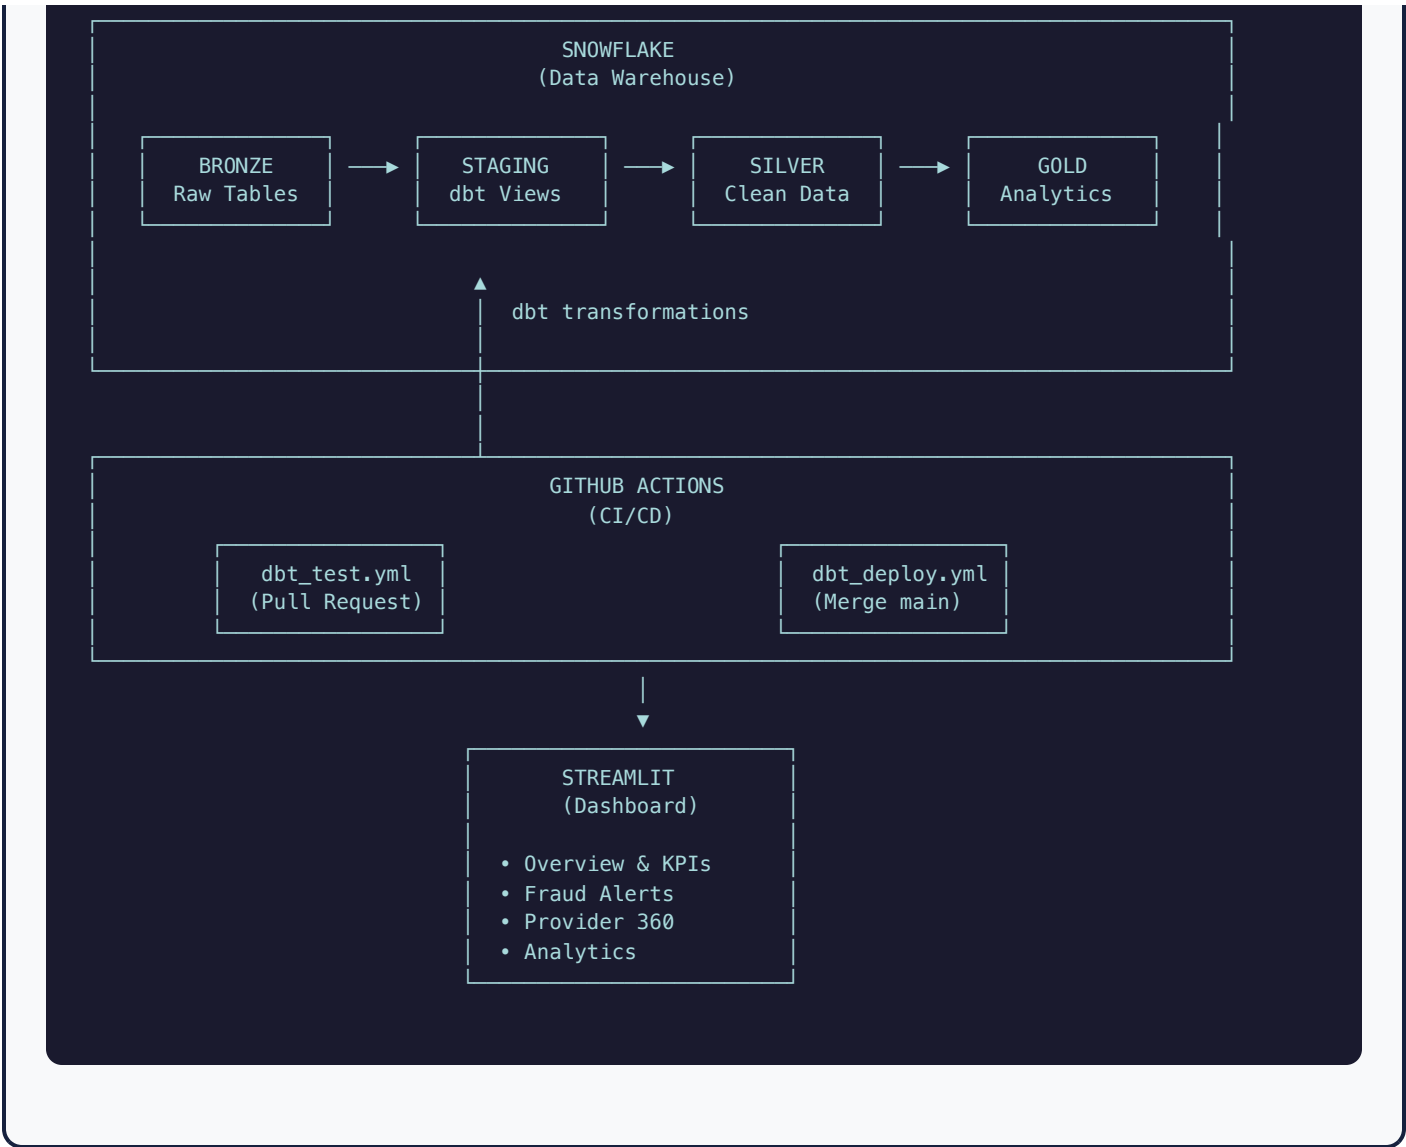 SNOWFLAKE
(Data Warehouse)
BRONZE
Raw Tables
STAGING
dbt Views
SILVER
Clean Data
GOLD
Analytics
dbt transformations
GITHUB ACTIONS
(CI/CD)
dbt_test.yml
(Pull Request)
dbt_deploy.yml
(Merge main)
STREAMLIT
(Dashboard)
• Overview & KPIs
• Fraud Alerts
• Provider 360
• Analytics